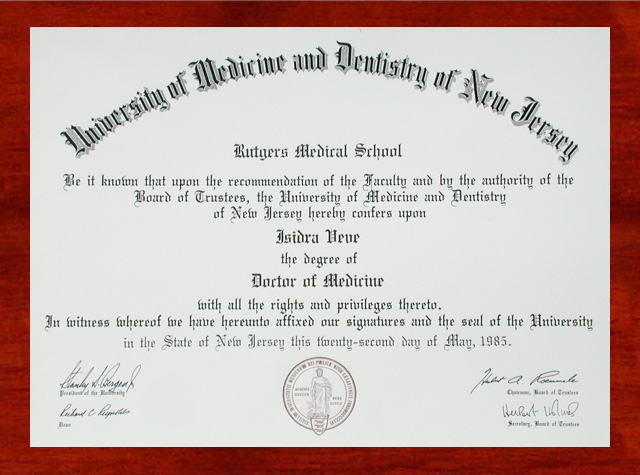 University of Medicine and Dentistry of New Jersey
Rutgers Medical School
Be it known that upon the recommendation of the Faculty and by the authority of the
Board of Trustees, the University of Medicine and Dentistry
of New Jersey hereby confers upon
Isidra Veve
the degree of
Doctor of Medicine
with all the rights and privileges thereto.
In witness whereof we have hereunto affixed our signatures and the seal of the University
in the State of New Jersey this twenty-second day of May, 1985.
Stanley S. Bergen Jr
President of the University
Richard C Reynolds
Dean
Chairman, Board of Trustees
Secretary, Board of Trustees